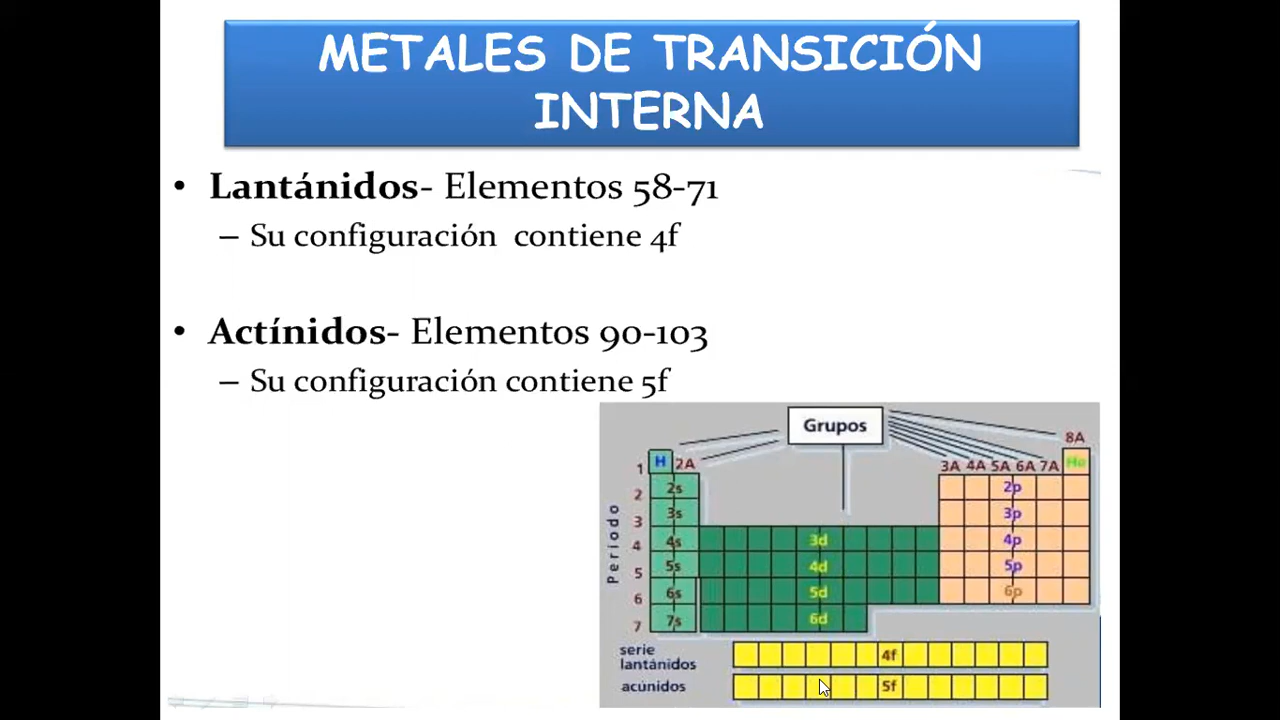 METALES DE TRANSICIÓN
INTERNA
• Lantánidos- Elementos 58-71
– Su configuración contiene 4f
• Actínidos- Elementos 90-103
– Su configuración contiene 5f
Grupos
8A
1 H 2A 3A 4A 5A 6A 7A He
2 2s 2p
3 3s 3p
4 4s 3d 4p
5 5s 4d 5p
6 6s 5d 6p
7 7s 6d
Período
serie
lantánidos 4f
acúnidos 5f